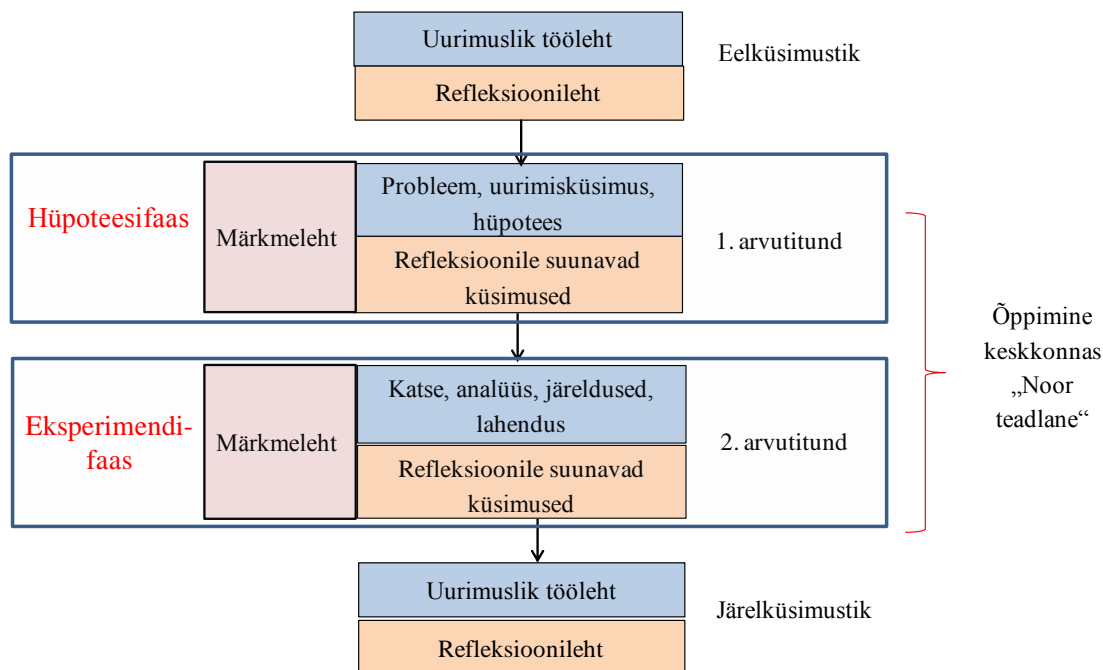 Uurimuslik tööleht
Eelküsimustik
Refleksioonileht
Hüpoteesifaas
Märkmeleht
Probleem, uurimisküsimus,
hüpotees
Refleksioonile suunavad
küsimused
1. arvutitund
Eksperimendi-
faas
Märkmeleht
Katse, analüüs, järeldused,
lahendus
Refleksioonile suunavad
küsimused
2. arvutitund
Õppimine
keskkonnas
„Noor
teadlane“
Uurimuslik tööleht
Järelküsimustik
Refleksioonileht